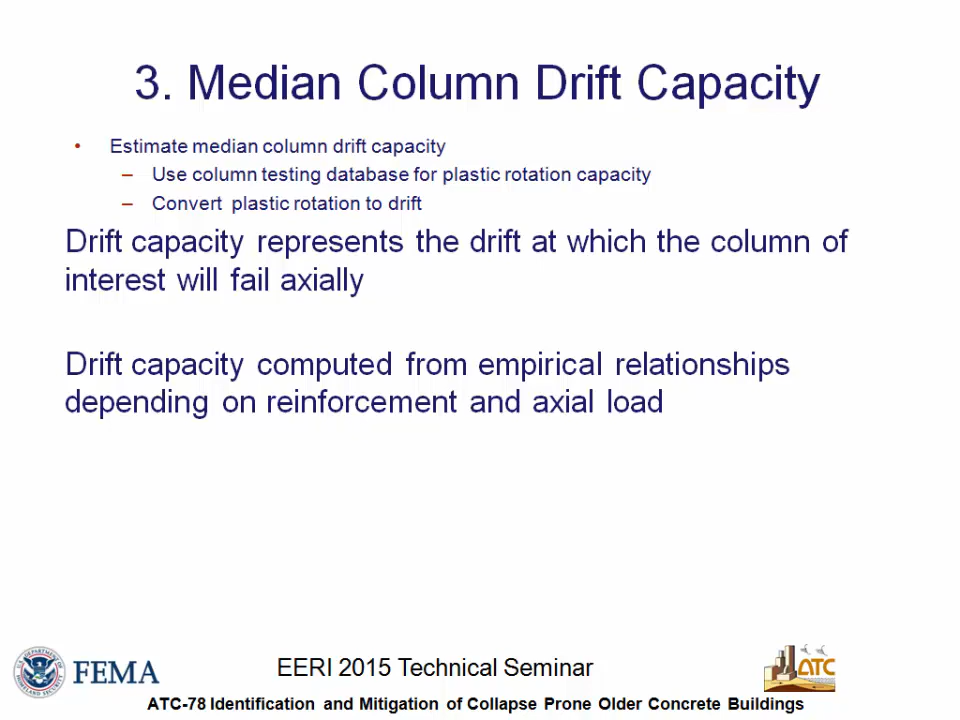 3. Median Column Drift Capacity
• Estimate median column drift capacity
– Use column testing database for plastic rotation capacity
– Convert plastic rotation to drift
Drift capacity represents the drift at which the column of
interest will fail axially
Drift capacity computed from empirical relationships
depending on reinforcement and axial load
FEMA
EERI 2015 Technical Seminar
ATC
ATC-78 Identification and Mitigation of Collapse Prone Older Concrete Buildings